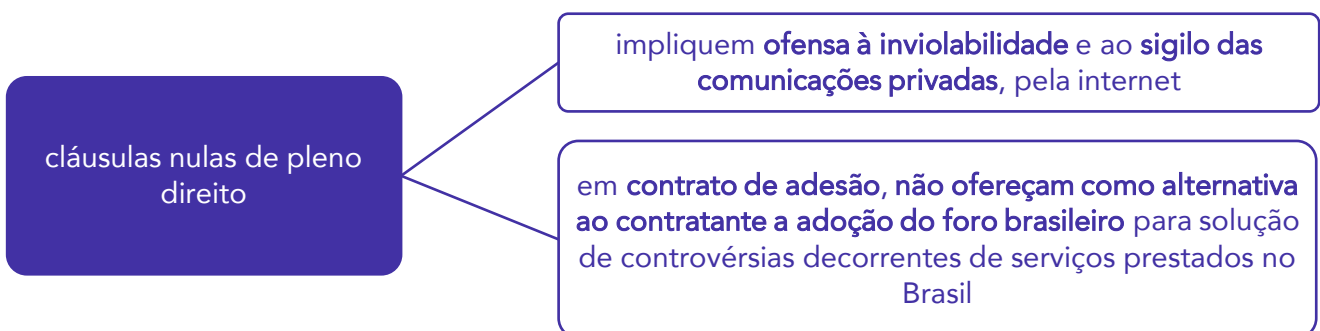 cláusulas nulas de pleno
direito
impliquem ofensa à inviolabilidade e ao sigilo das
comunicações privadas, pela internet
em contrato de adesão, não ofereçam como alternativa
ao contratante a adoção do foro brasileiro para solução
de controvérsias decorrentes de serviços prestados no
Brasil